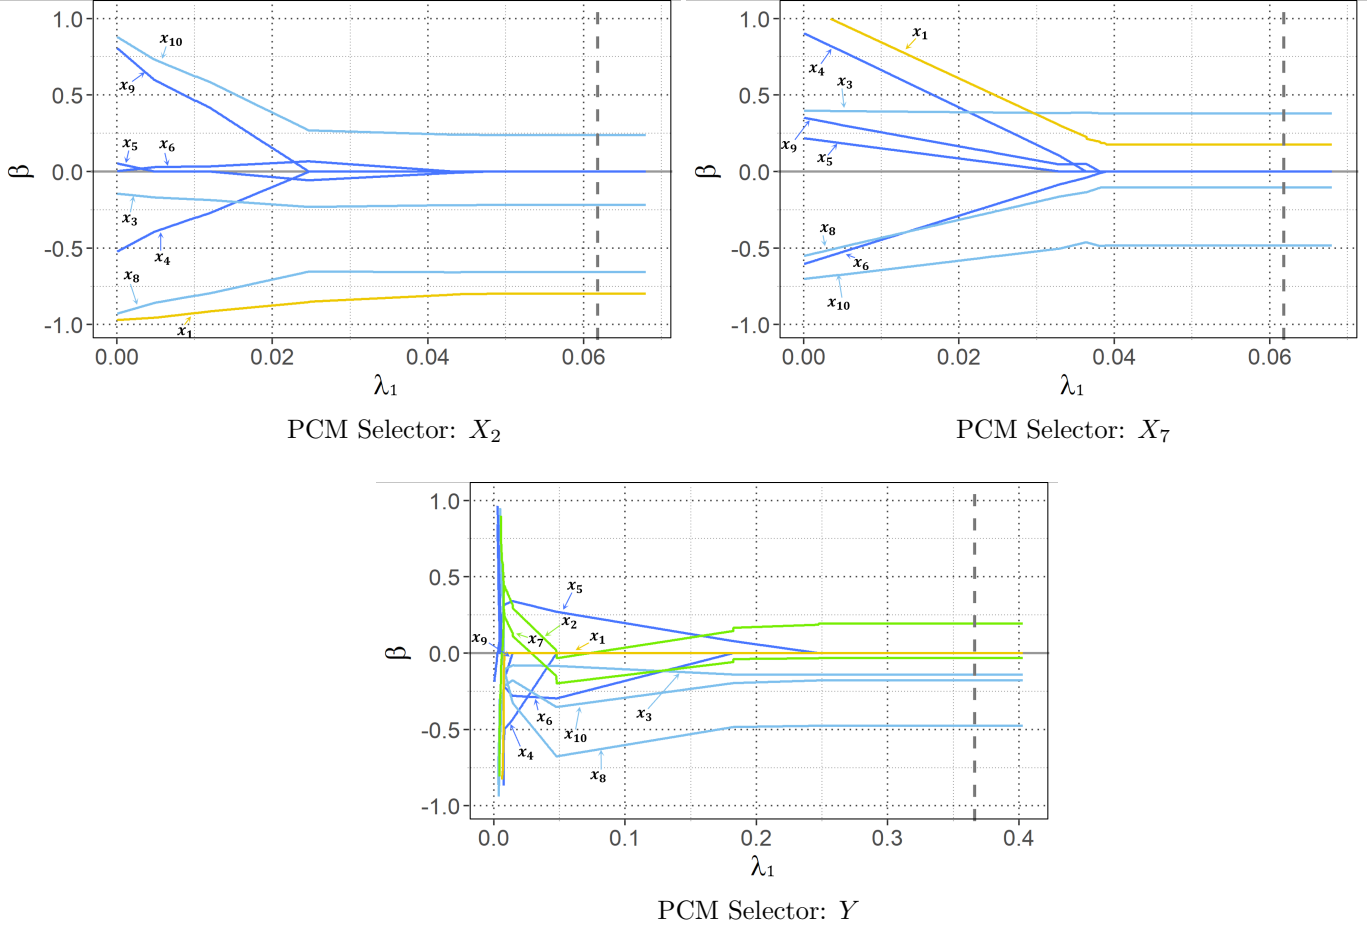 1.0
0.5
0.0
-0.5
-1.0
β
x₁₀
x₉
x₅
x₆
x₃
x₄
x₈
x₁
0.00 0.02 0.04 0.06
λ₁
PCM Selector: X₂
1.0
0.5
0.0
-0.5
-1.0
β
x₁
x₄
x₃
x₉
x₅
x₈
x₆
x₁₀
0.00 0.02 0.04 0.06
λ₁
PCM Selector: X₇
1.0
0.5
0.0
-0.5
-1.0
β
x₅
x₂
x₉
x₇
x₁
x₆
x₃
x₁₀
x₄
x₈
0.0 0.1 0.2 0.3 0.4
λ₁
PCM Selector: Y